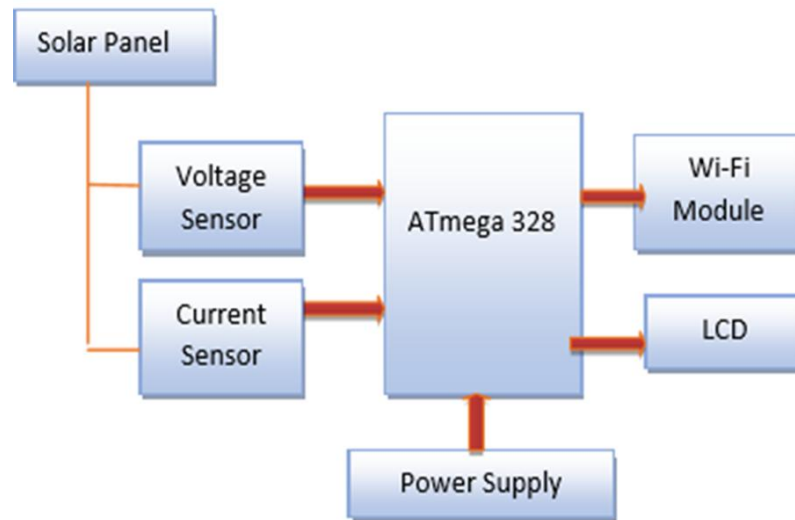 Solar Panel
Voltage
Sensor
Current
Sensor
ATmega 328
Wi-Fi
Module
LCD
Power Supply